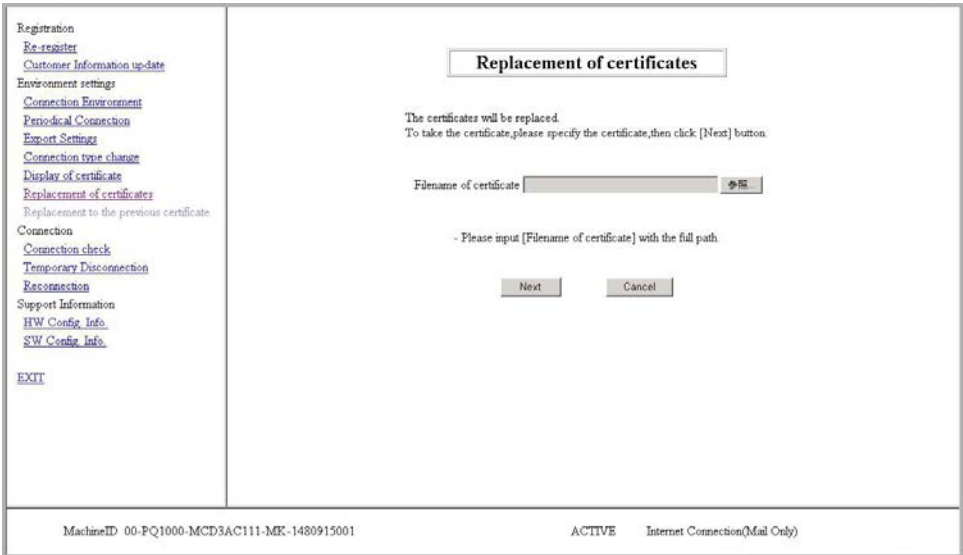 Registration
Re-register
Customer Information update
Environment settings
Connection Environment
Periodical Connection
Export Settings
Connection type change
Display of certificate
Replacement of certificates
Replacement to the previous certificate
Connection
Connection check
Temporary Disconnection
Reconnection
Support Information
HW Config. Info.
SW Config. Info.
EXIT
Replacement of certificates
The certificates will be replaced.
To take the certificate,please specify the certificate,then click [Next] button.
Filename of certificate 参照...
- Please input [Filename of certificate] with the full path.
Next Cancel
MachineID 00-PQ1000-MCD3AC111-MK-1480915001 ACTIVE Internet Connection(Mail Only)